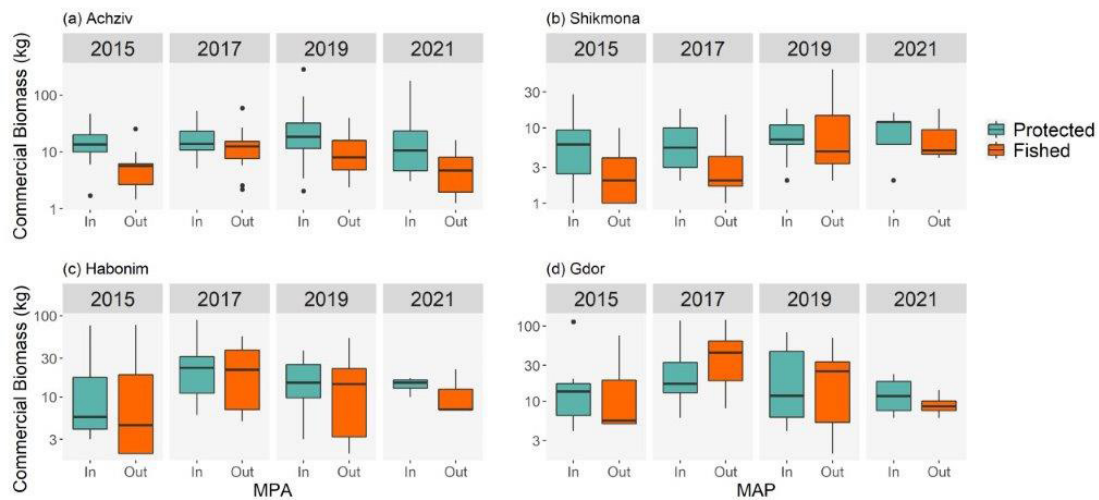 (a) Achziv
(b) Shikmona
2015 2017 2019 2021
2015 2017 2019 2021
Commercial Biomass (kg)
100
10
1
Commercial Biomass (kg)
30
10
3
1
Protected
Fished
In Out In Out In Out In Out
In Out In Out In Out In Out
(c) Habonim
(d) Gdor
2015 2017 2019 2021
2015 2017 2019 2021
Commercial Biomass (kg)
100
30
10
3
100
30
10
3
In Out In Out In Out In Out
In Out In Out In Out In Out
MPA
MAP